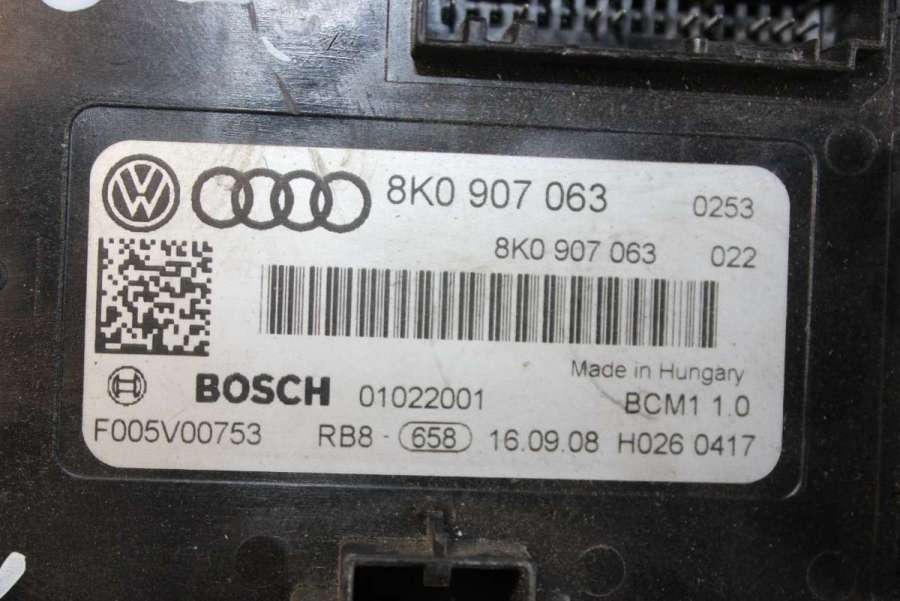 8K0 907 063 0253
8K0 907 063 022
Made in Hungary
BOSCH 01022001 BCM1 1.0
F005V00753 RB8 - 658 16.09.08 H026 0417